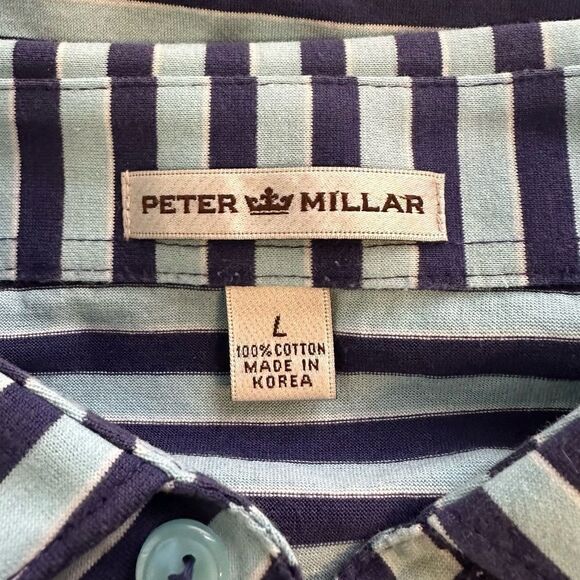 PETER MILLAR
L
100% COTTON
MADE IN
KOREA